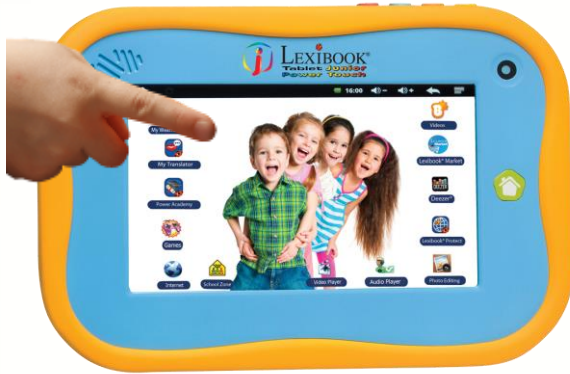 LEXIBOOK®
Tablet Junior
Power Touch
16:00
My
My Translator
Power Academy
Games
Internet
School Zone
Video Player
Audio Player
Videos
Lexibook® Market
Deezer™
Lexibook® Protect
Photo Editing